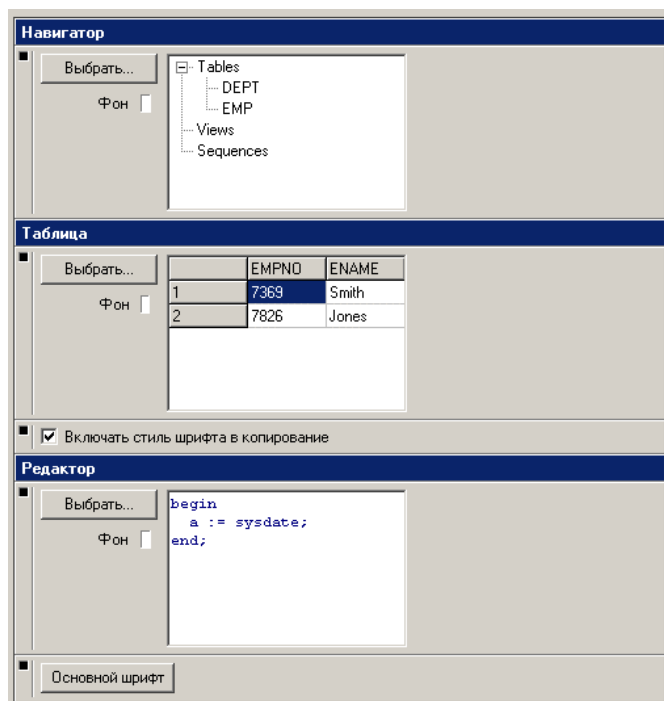 Навигатор
Выбрать...
Фон
Tables
DEPT
EMP
Views
Sequences
Таблица
Выбрать...
Фон
EMPNO ENAME
1 7369 Smith
2 7826 Jones
Включать стиль шрифта в копирование
Редактор
Выбрать...
Фон
begin
a := sysdate;
end;
Основной шрифт